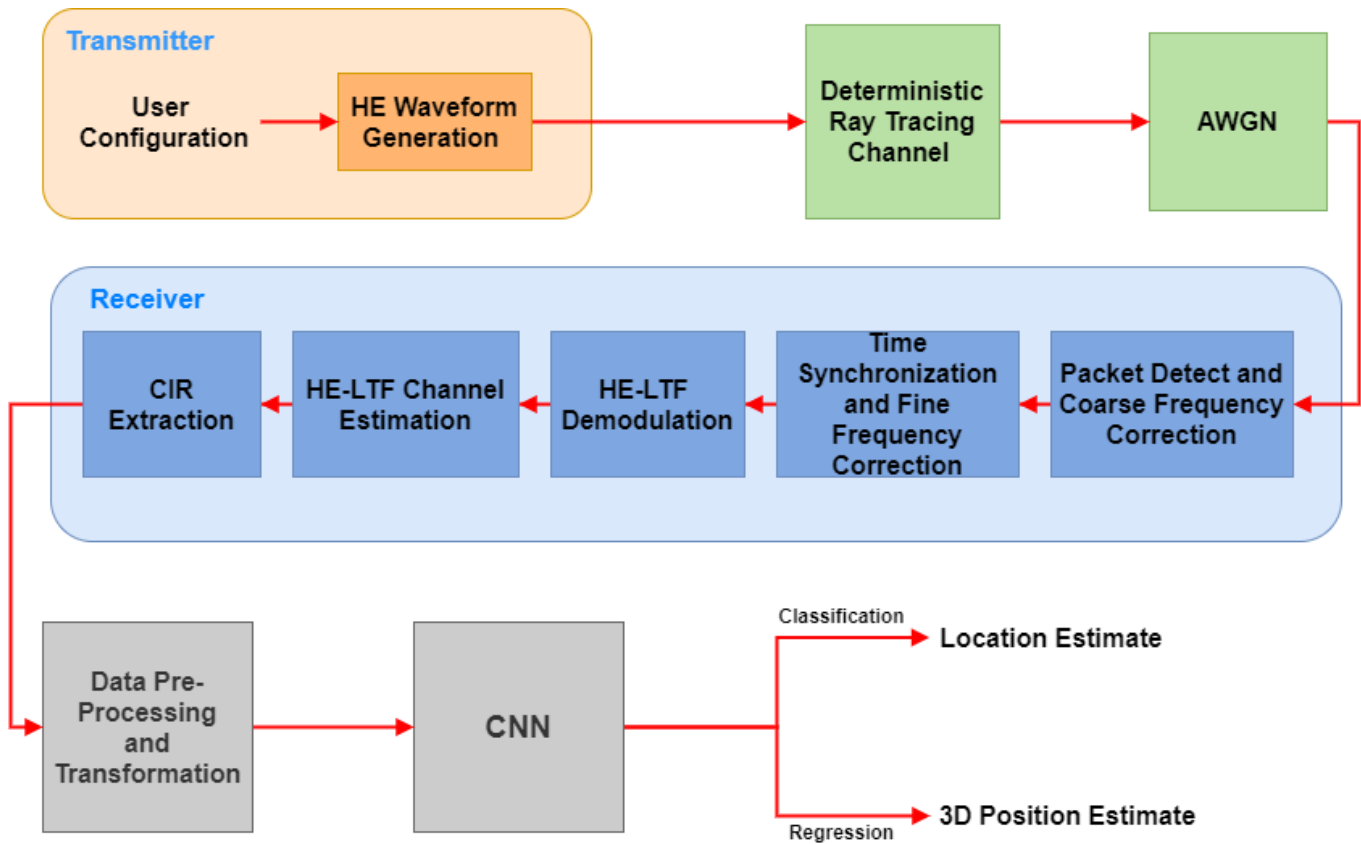 Transmitter
User
Configuration
HE Waveform
Generation
Deterministic
Ray Tracing
Channel
AWGN
Receiver
CIR
Extraction
HE-LTF Channel
Estimation
HE-LTF
Demodulation
Time
Synchronization
and Fine
Frequency
Correction
Packet Detect and
Coarse Frequency
Correction
Data Pre-
Processing
and
Transformation
CNN
Classification
Location Estimate
Regression
3D Position Estimate